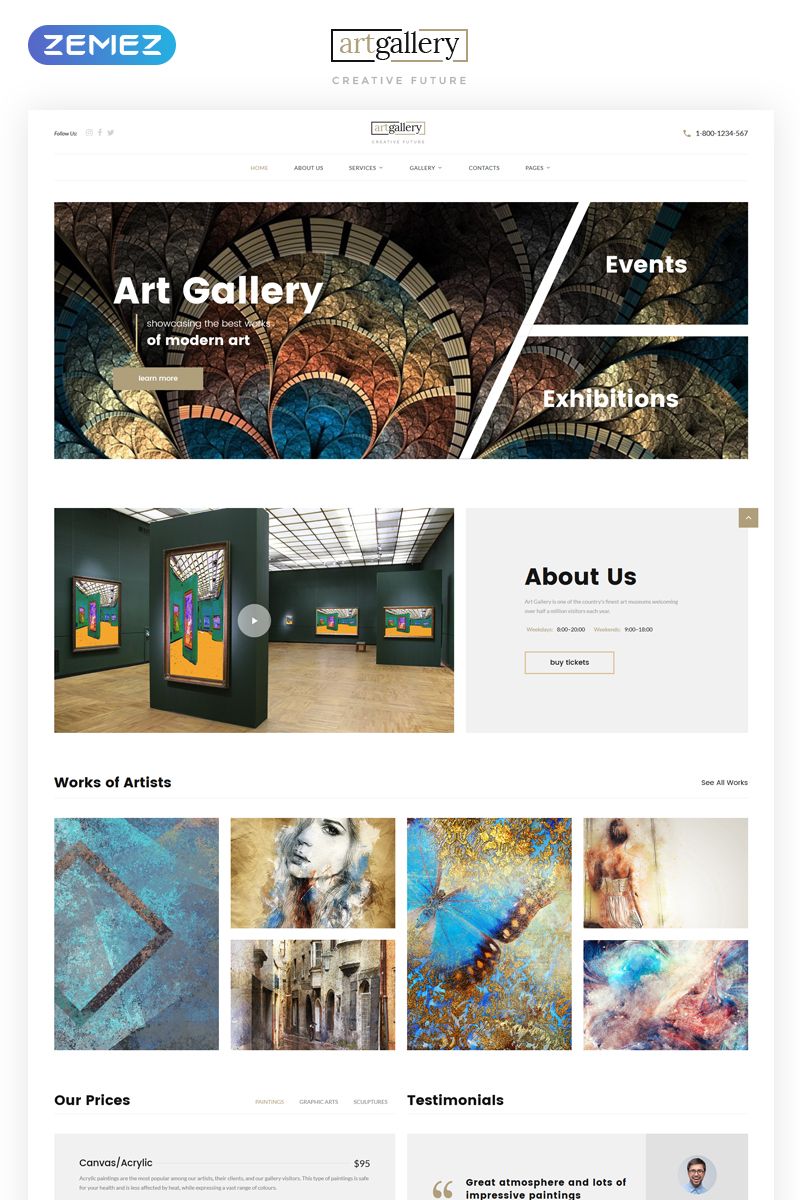 ZEMEZ
artgallery
CREATIVE FUTURE
Follow Us:
artgallery
CREATIVE FUTURE
1-800-1234-567
HOME ABOUT US SERVICES GALLERY CONTACTS PAGES
Art Gallery
showcasing the best works
of modern art
learn more
Events
Exhibitions
About Us
Art Gallery is one of the country's finest art museums welcoming
over half a million visitors each year.
Weekdays: 8:00–20:00 Weekends: 9:00–18:00
buy tickets
Works of Artists
See All Works
Our Prices
PAINTINGS GRAPHIC ARTS SCULPTURES
Testimonials
Canvas/Acrylic $95
Acrylic paintings are the most popular among our artists, their clients, and our gallery visitors. This type of paintings is safe
for your health and is less affected by heat, while expressing a vast range of colours.
Great atmosphere and lots of
impressive paintings